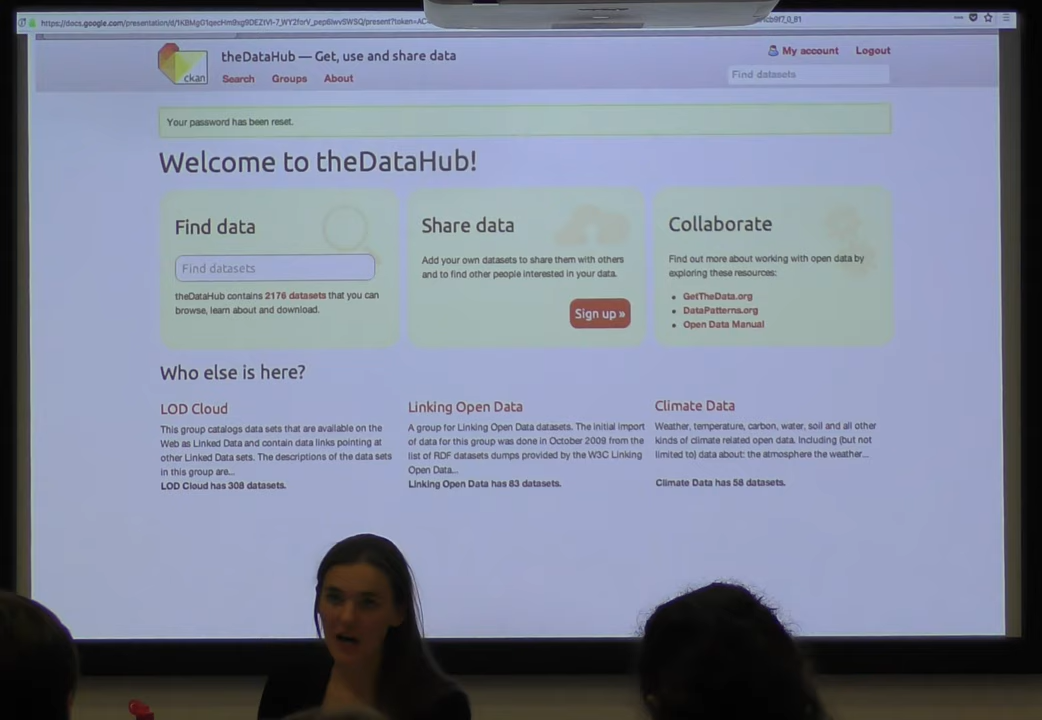 theDataHub — Get, use and share data
My account Logout
ckan
Search Groups About
Find datasets
Your password has been reset.
Welcome to theDataHub!
Find data
Find datasets
theDataHub contains 2176 datasets that you can
browse, learn about and download.
Share data
Add your own datasets to share them with others
and to find other people interested in your data.
Sign up »
Collaborate
Find out more about working with open data by
exploring these resources:
• GetTheData.org
• DataPatterns.org
• Open Data Manual
Who else is here?
LOD Cloud
This group catalogs data sets that are available on the
Web as Linked Data and contain data links pointing at
other Linked Data sets. The descriptions of the data sets
in this group are...
LOD Cloud has 308 datasets.
Linking Open Data
A group for Linking Open Data datasets. The initial import
of data for this group was done in October 2009 from the
list of RDF datasets dumps provided by the W3C Linking
Open Data...
Linking Open Data has 83 datasets.
Climate Data
Weather, temperature, carbon, water, soil and all other
kinds of climate related open data. Including (but not
limited to) data about: the atmosphere the weather...
Climate Data has 58 datasets.